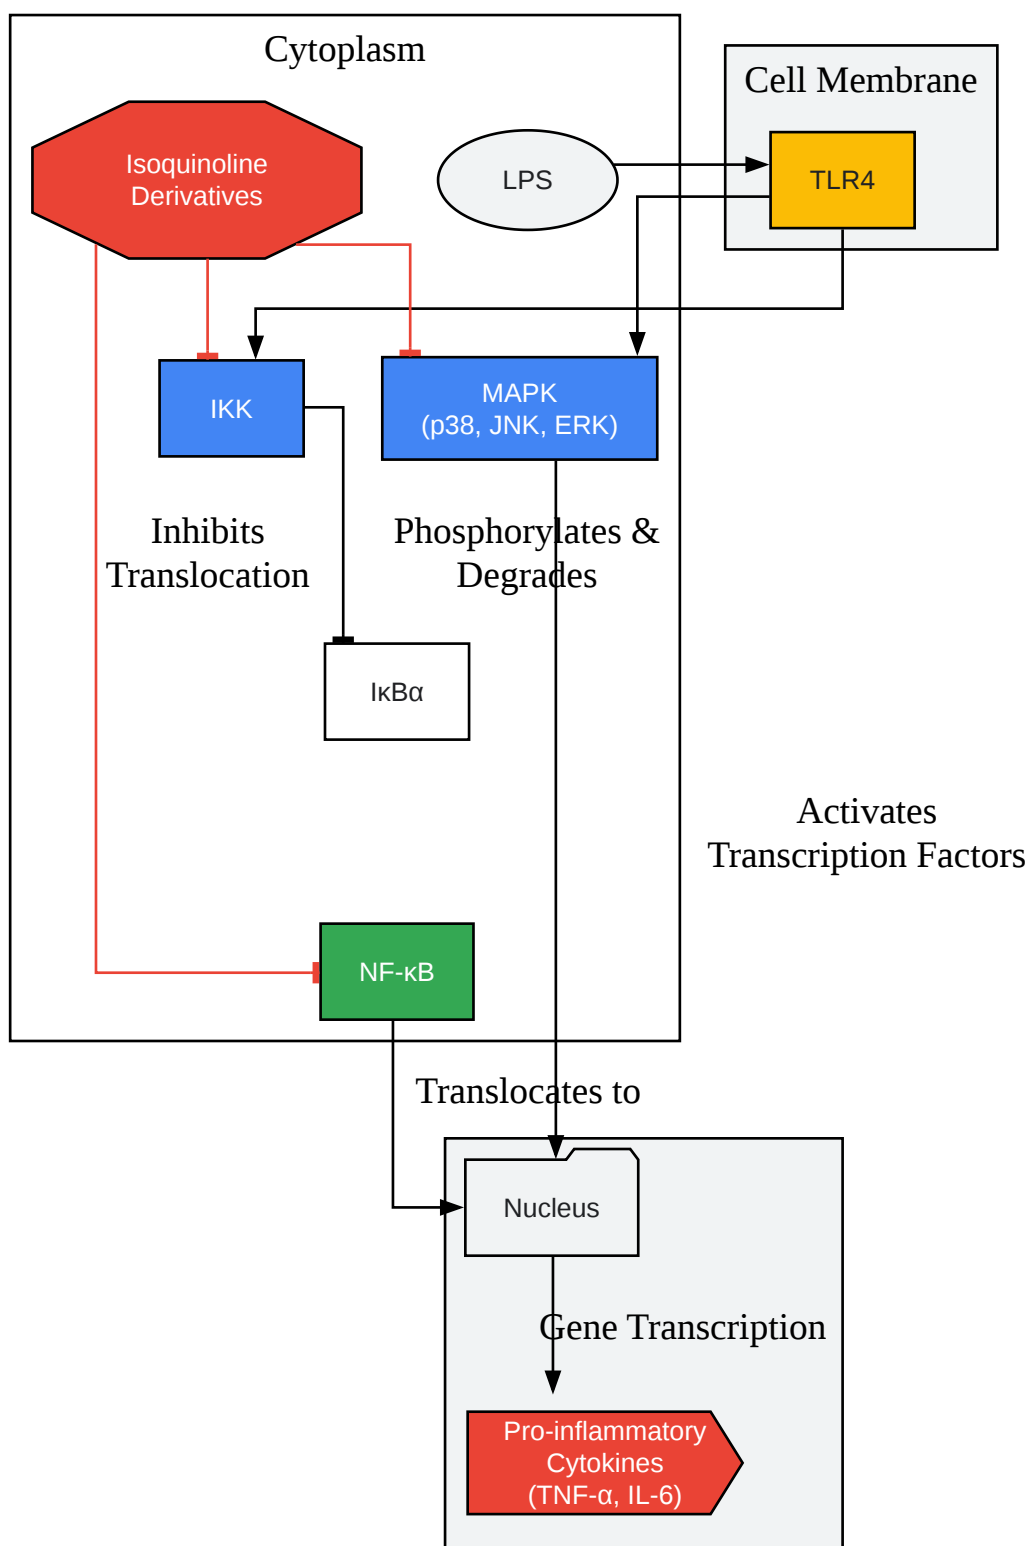 Cytoplasm
Cell Membrane
Isoquinoline
Derivatives
LPS
TLR4
IKK
MAPK
(p38, JNK, ERK)
Inhibits
Translocation
Phosphorylates &
Degrades
IκBα
Activates
Transcription Factors
NF-κB
Translocates to
Nucleus
Gene Transcription
Pro-inflammatory
Cytokines
(TNF-α, IL-6)